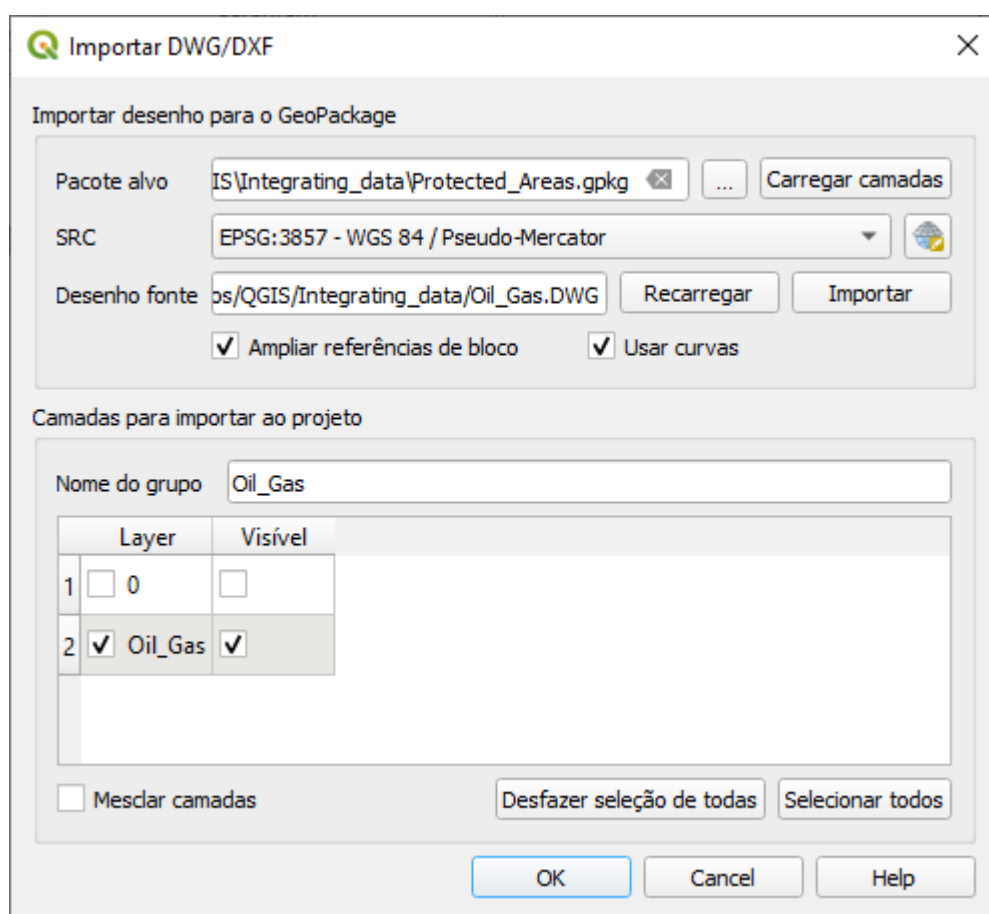 Importar DWG/DXF
Importar desenho para o GeoPackage
Pacote alvo IS\Integrating_data\Protected_Areas.gpkg ... Carregar camadas
SRC EPSG:3857 - WGS 84 / Pseudo-Mercator
Desenho fonte os/QGIS/Integrating_data/Oil_Gas.DWG Recarregar Importar
Ampliar referências de bloco Usar curvas
Camadas para importar ao projeto
Nome do grupo Oil_Gas
Layer Visível
1 0
2 Oil_Gas
Mesclar camadas Desfazer seleção de todas Selecionar todos
OK Cancel Help